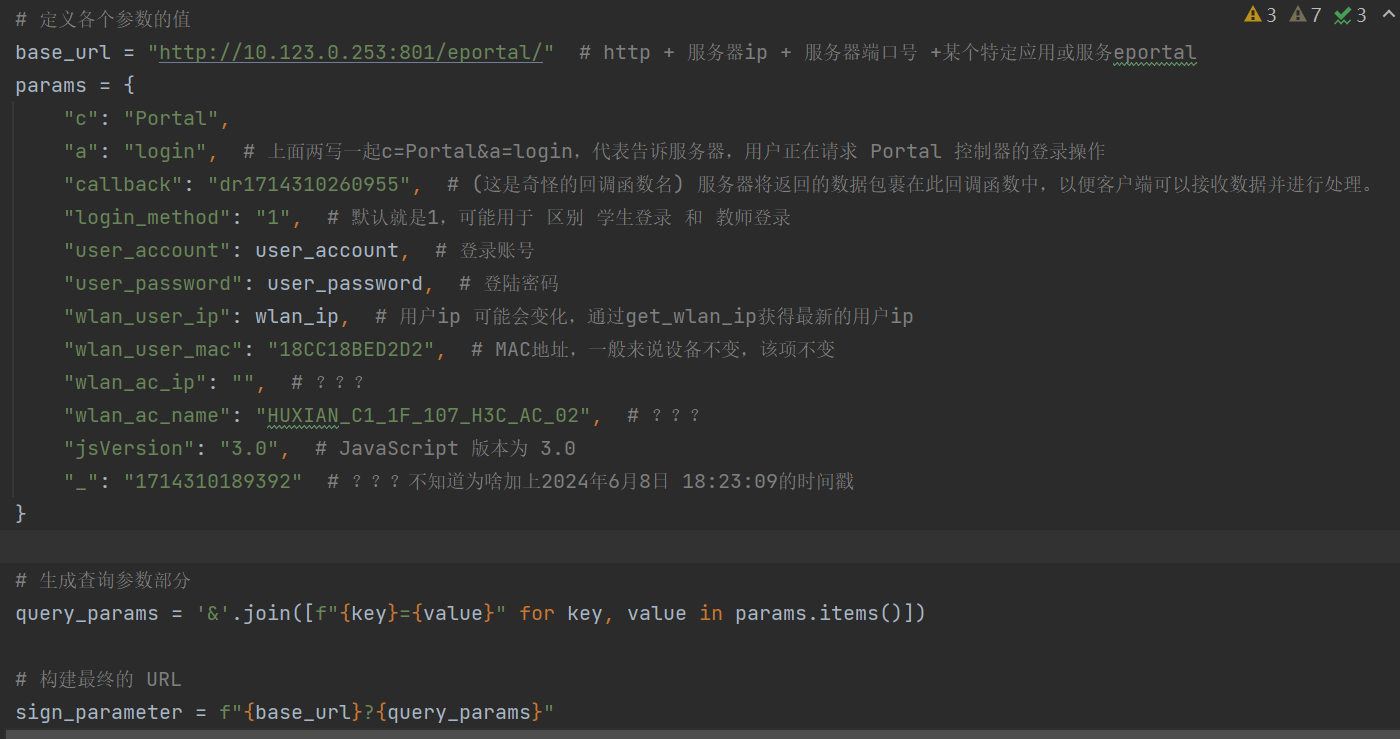 # 定义各个参数的值
3 7 3
base_url = "http://10.123.0.253:801/eportal/"  # http + 服务器ip + 服务器端口号 +某个特定应用或服务eportal
params = {
    "c": "Portal",
    "a": "login",  # 上面两写一起c=Portal&a=login，代表告诉服务器，用户正在请求 Portal 控制器的登录操作
    "callback": "dr1714310260955",  # (这是奇怪的回调函数名) 服务器将返回的数据包裹在此回调函数中，以便客户端可以接收数据并进行处理。
    "login_method": "1",  # 默认就是1，可能用于 区别 学生登录 和 教师登录
    "user_account": user_account,  # 登录账号
    "user_password": user_password,  # 登陆密码
    "wlan_user_ip": wlan_ip,  # 用户ip 可能会变化，通过get_wlan_ip获得最新的用户ip
    "wlan_user_mac": "18CC18BED2D2",  # MAC地址，一般来说设备不变，该项不变
    "wlan_ac_ip": "",  # ？？？
    "wlan_ac_name": "HUXIAN_C1_1F_107_H3C_AC_02",  # ？？？
    "jsVersion": "3.0",  # JavaScript 版本为 3.0
    "_": "1714310189392"  # ？？？不知道为啥加上2024年6月8日 18:23:09的时间戳
}
# 生成查询参数部分
query_params = '&'.join([f"{key}={value}" for key, value in params.items()])
# 构建最终的 URL
sign_parameter = f"{base_url}?{query_params}"